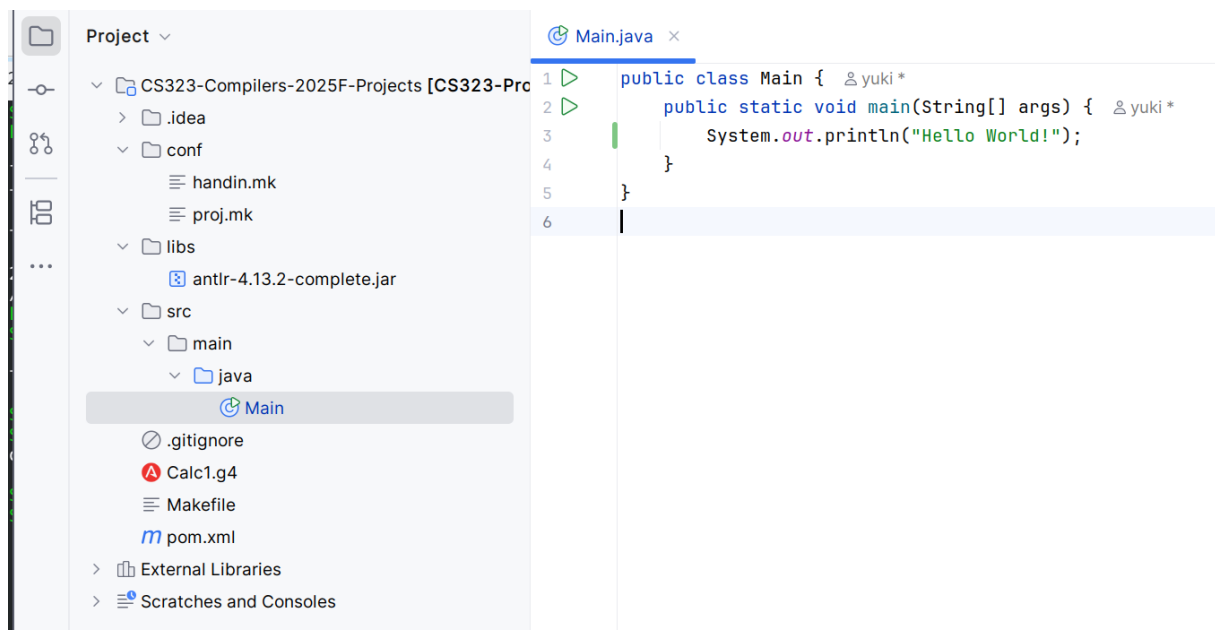 Project
CS323-Compilers-2025F-Projects [CS323-Pro
.idea
conf
handin.mk
proj.mk
libs
antlr-4.13.2-complete.jar
src
main
java
Main
.gitignore
Calc1.g4
Makefile
pom.xml
External Libraries
Scratches and Consoles
Main.java
1 public class Main { yuki *
2 public static void main(String[] args) { yuki *
3 System.out.println("Hello World!");
4 }
5 }
6